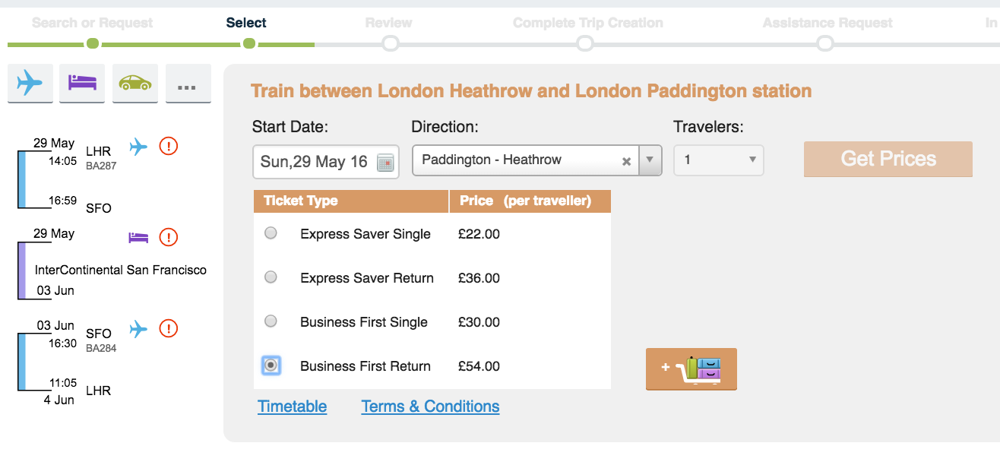 Search or Request
Select
Review
Complete Trip Creation
Assistance Request
In
...
29 May
14:05
LHR
BA287
16:59
SFO
29 May
InterContinental San Francisco
03 Jun
03 Jun
16:30
SFO
BA284
11:05
4 Jun
LHR
Train between London Heathrow and London Paddington station
Start Date:
Direction:
Travelers:
Sun,29 May 16
Paddington - Heathrow
1
Get Prices
Ticket Type
Price (per traveller)
Express Saver Single £22.00
Express Saver Return £36.00
Business First Single £30.00
Business First Return £54.00
+
Timetable
Terms & Conditions